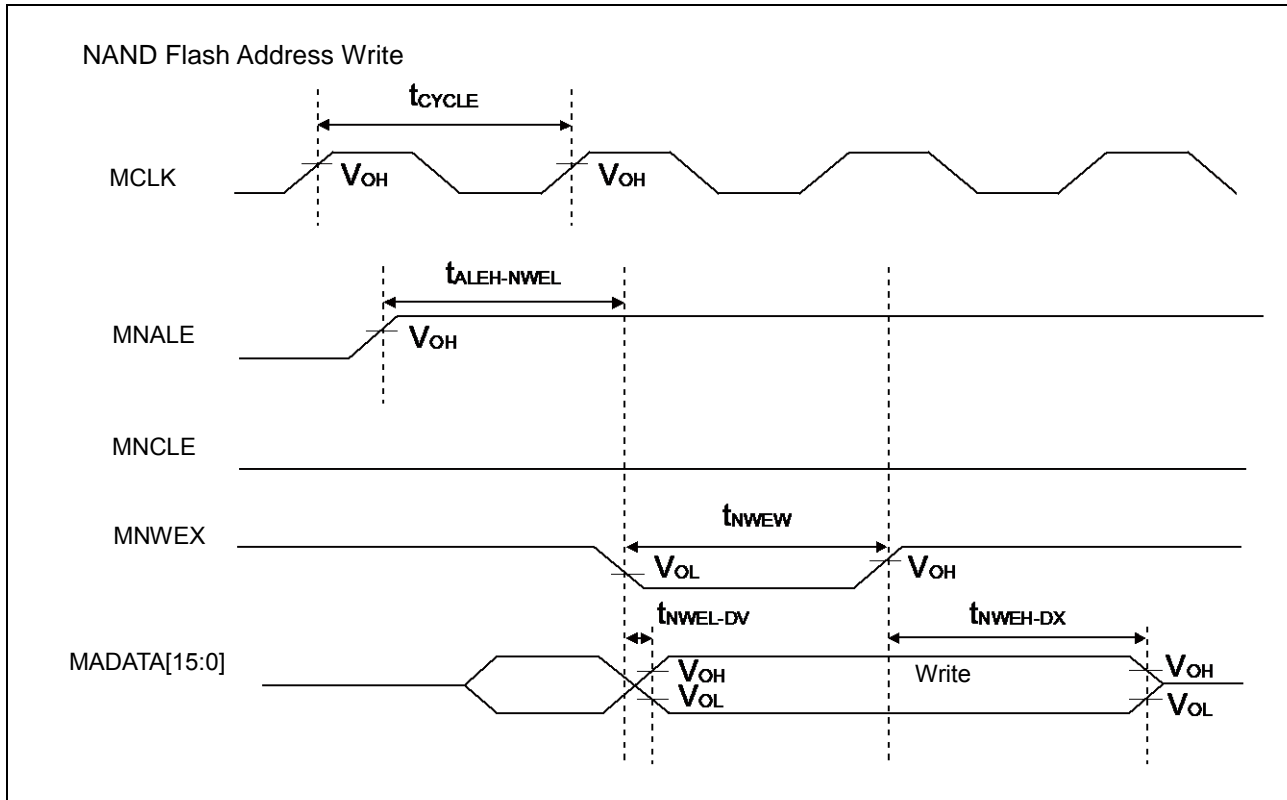 NAND Flash Address Write
tCYCLE
MCLK
VOH
VOH
tALEH-NWEL
MNALE
VOH
MNCLE
tNWEW
MNWEX
VOL
VOH
tNWEL-DV
tNWEH-DX
MADATA[15:0]
VOH
Write
VOH
VOL
VOL